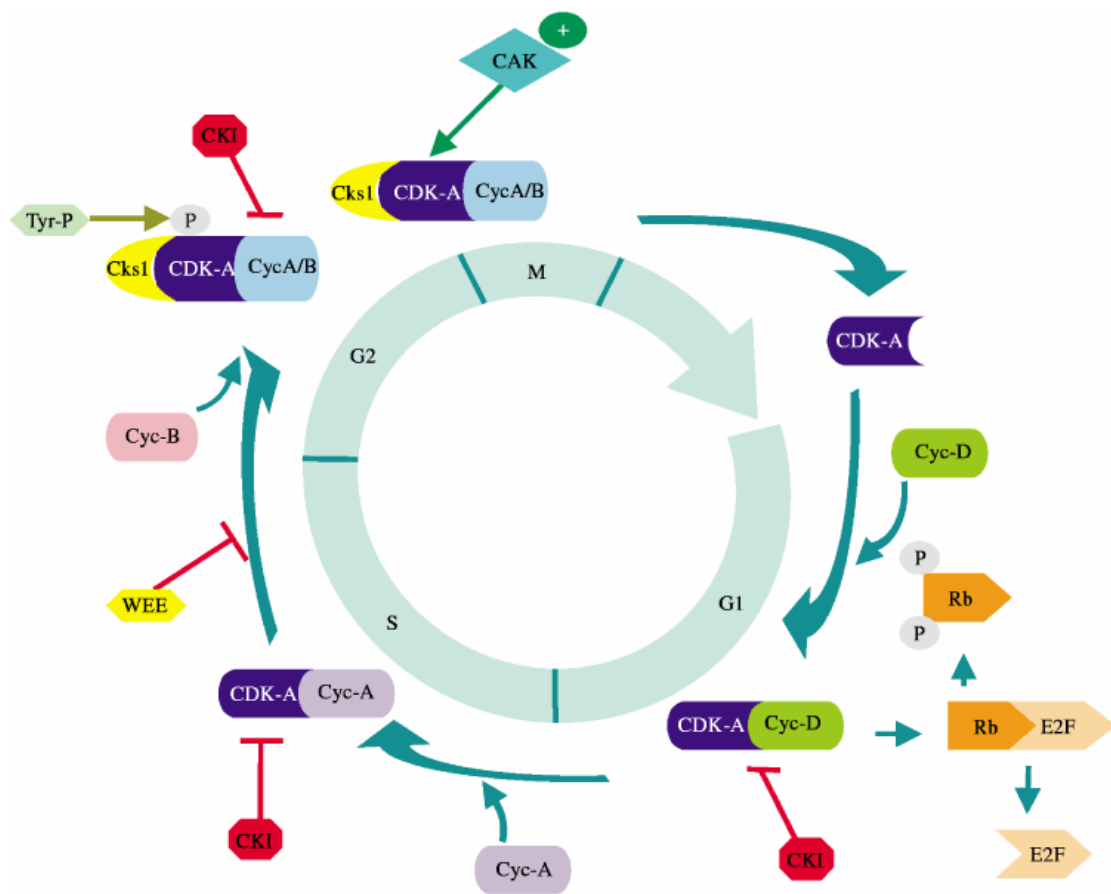 +
CAK
CKI
Cks1 CDK-A CycA/B
Tyr-P P
Cks1 CDK-A CycA/B
M
CDK-A
G2
Cyc-B
Cyc-D
P
Rb
P
WEE
G1
S
CDK-A Cyc-A
CDK-A Cyc-D
Rb E2F
CKI
Cyc-A
CKI
E2F